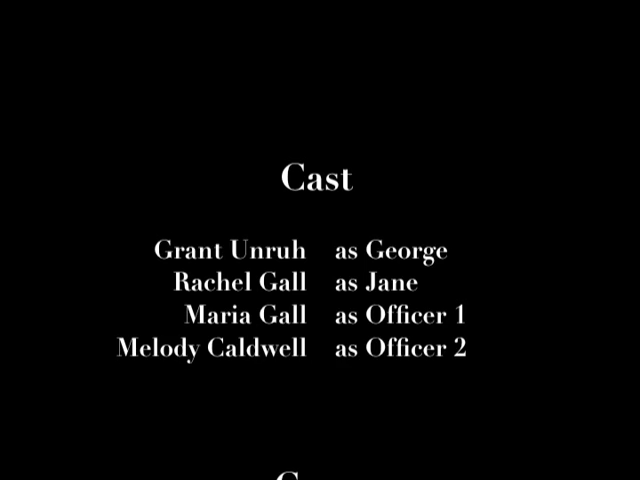 Cast
Grant Unruh as George
Rachel Gall as Jane
Maria Gall as Officer 1
Melody Caldwell as Officer 2